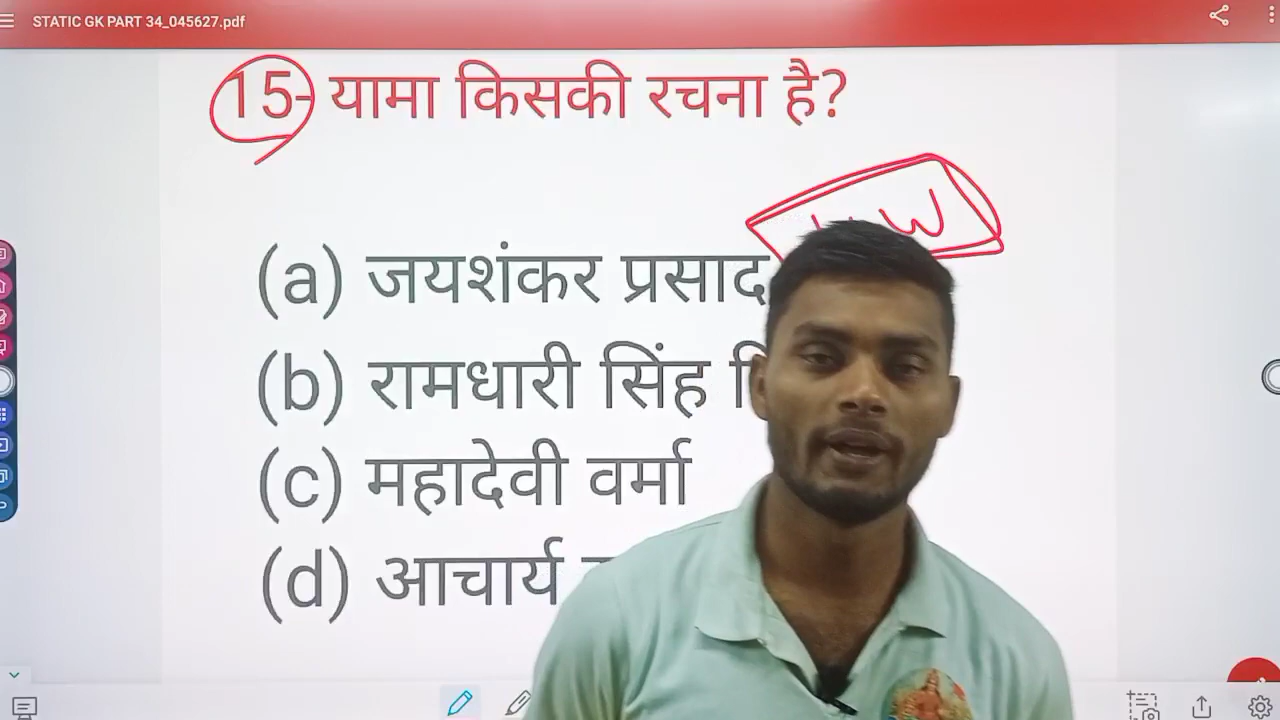 STATIC GK PART 34_045627.pdf
15- यामा किसकी रचना है?
(a) जयशंकर प्रसाद
(b) रामधारी सिंह
(c) महादेवी वर्मा
(d) आचार्य